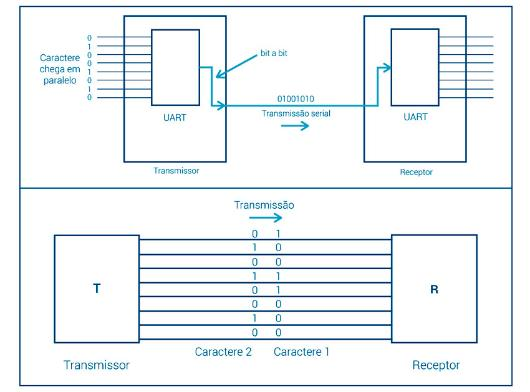 0
1
0
0
1
0
1
0
Caractere
chega em
paralelo
bit a bit
UART
01001010
Transmissão serial
UART
Transmissor
Receptor
Transmissão
0 1
1 0
0 0
1 1
0 1
0 0
1 0
0 0
T
R
Caractere 2 Caractere 1
Transmissor
Receptor